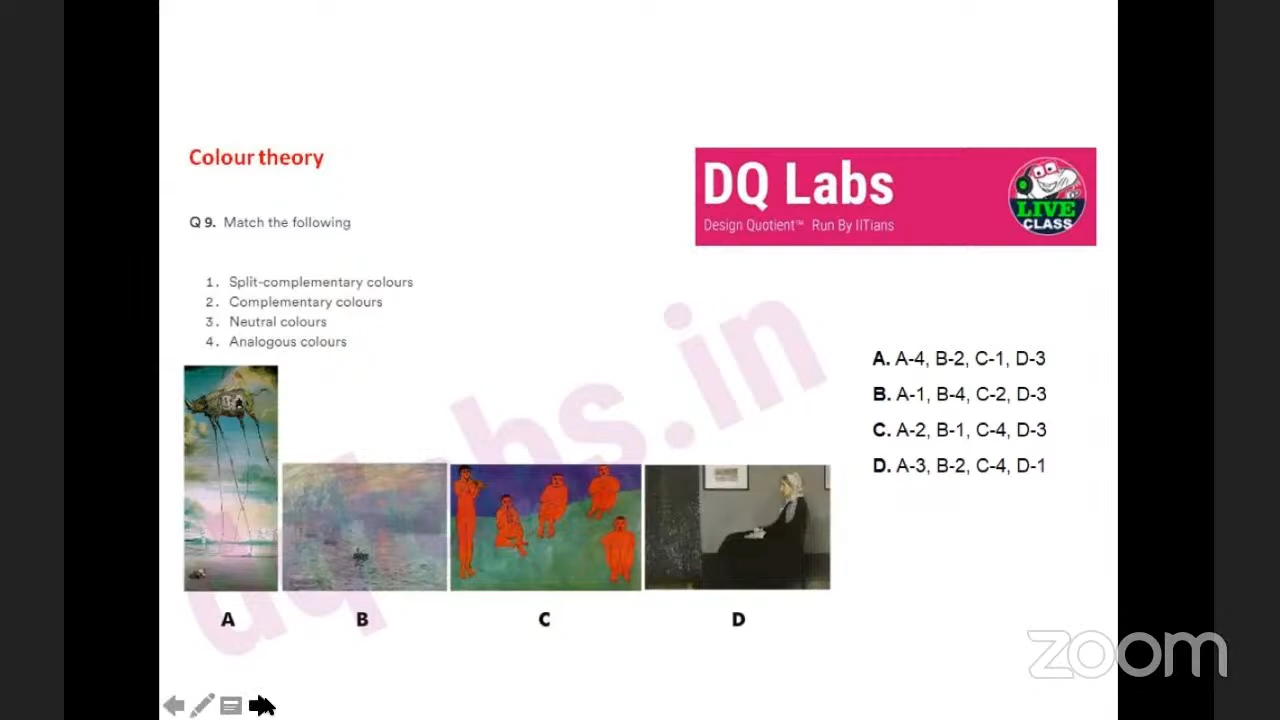 Colour theory
DQ Labs
Design Quotient™ Run By IITians
LIVE
CLASS
Q 9. Match the following
1. Split-complementary colours
2. Complementary colours
3. Neutral colours
4. Analogous colours
A. A-4, B-2, C-1, D-3
B. A-1, B-4, C-2, D-3
C. A-2, B-1, C-4, D-3
D. A-3, B-2, C-4, D-1
A B C D
dqlabs.in
zoom